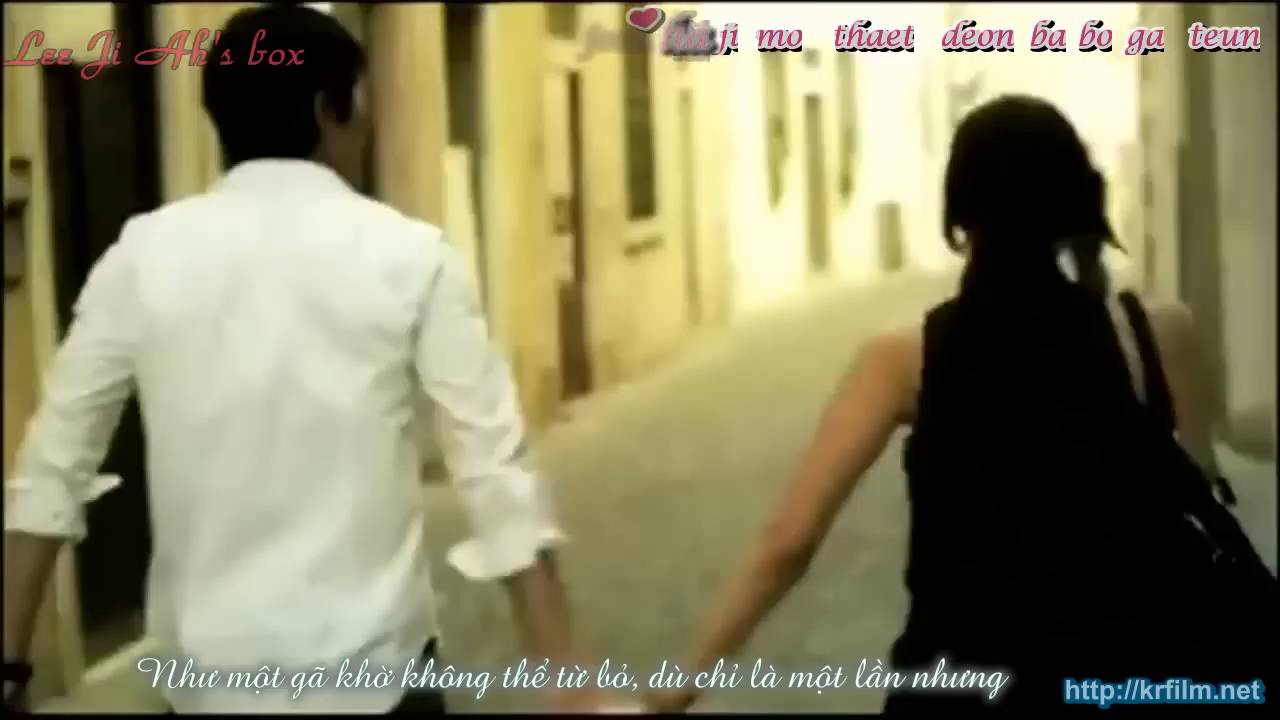 Lee Ji Ah's box
ji mo thaet deon ba bo ga teun
Như một gã khờ không thể từ bỏ, dù chỉ là một lần nhưng
http://krfilm.net